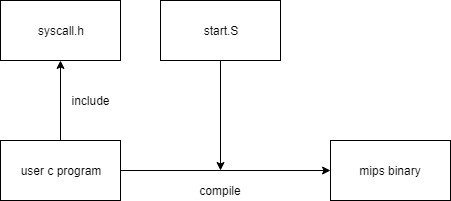 syscall.h
start.S
include
user c program
mips binary
compile